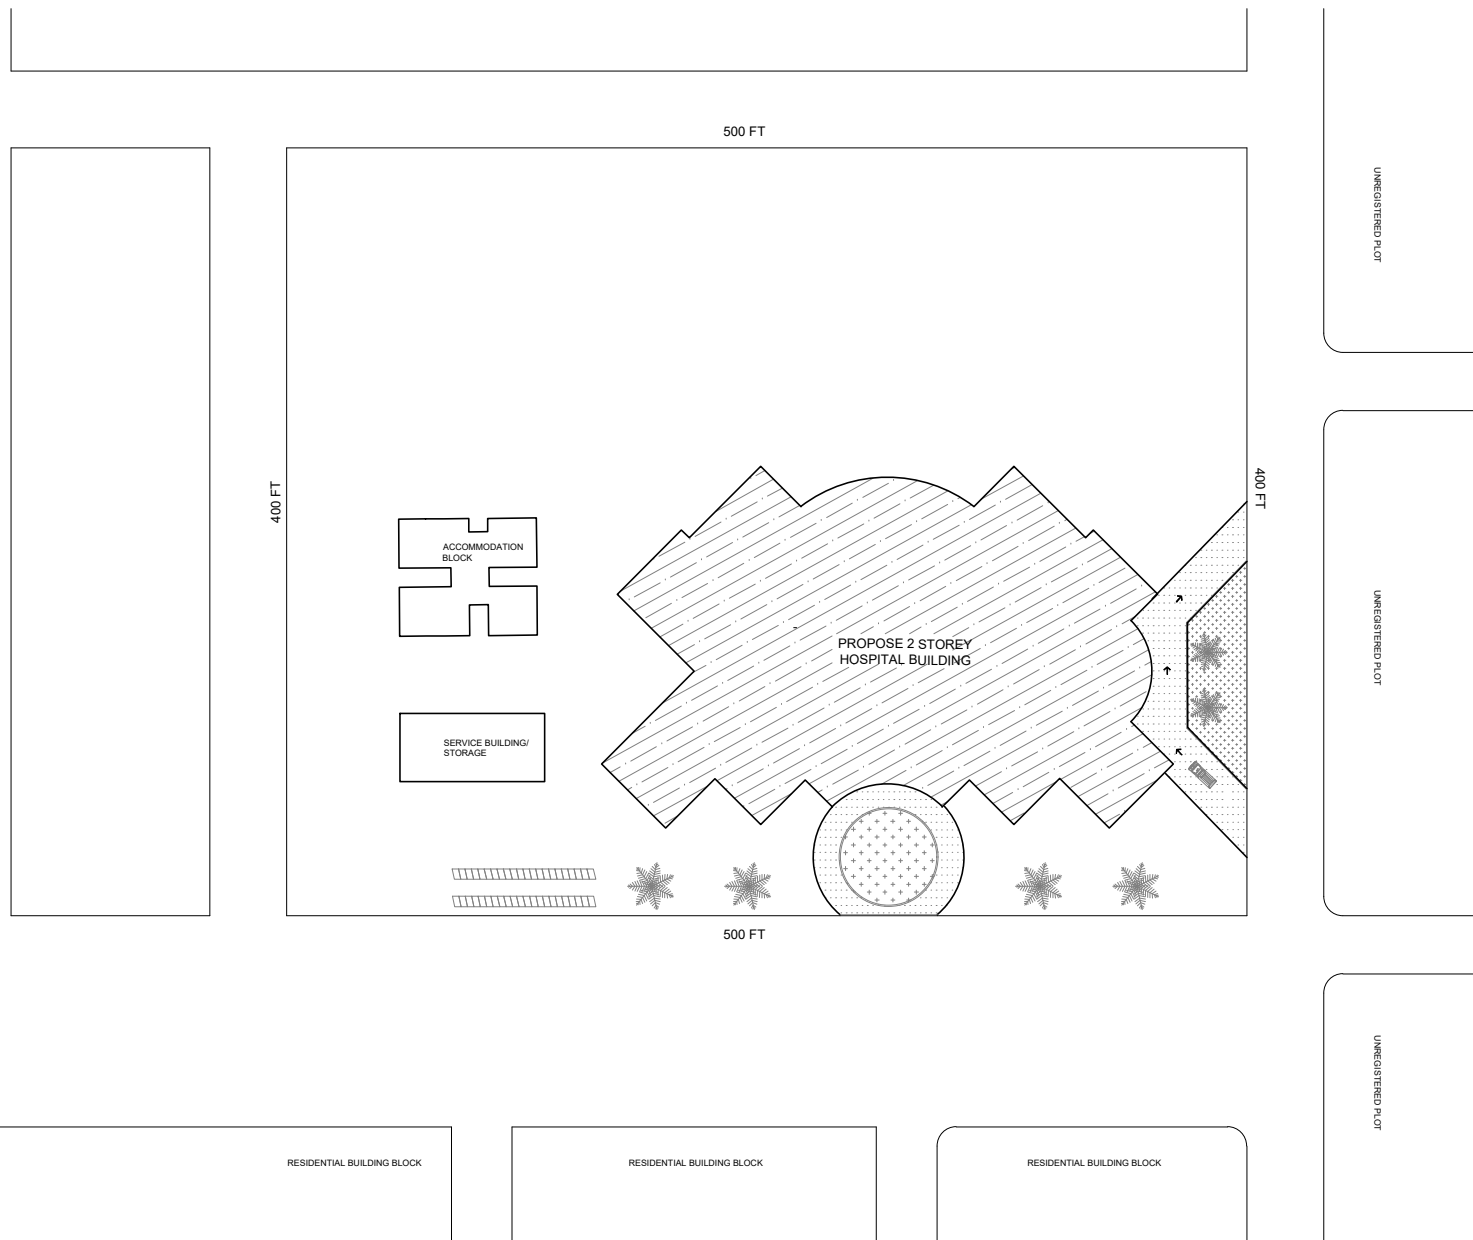 500 FT
UNREGISTERED PLOT
400 FT
400 FT
ACCOMMODATION
BLOCK
PROPOSE 2 STOREY
HOSPITAL BUILDING
UNREGISTERED PLOT
SERVICE BUILDING/
STORAGE
500 FT
UNREGISTERED PLOT
RESIDENTIAL BUILDING BLOCK
RESIDENTIAL BUILDING BLOCK
RESIDENTIAL BUILDING BLOCK